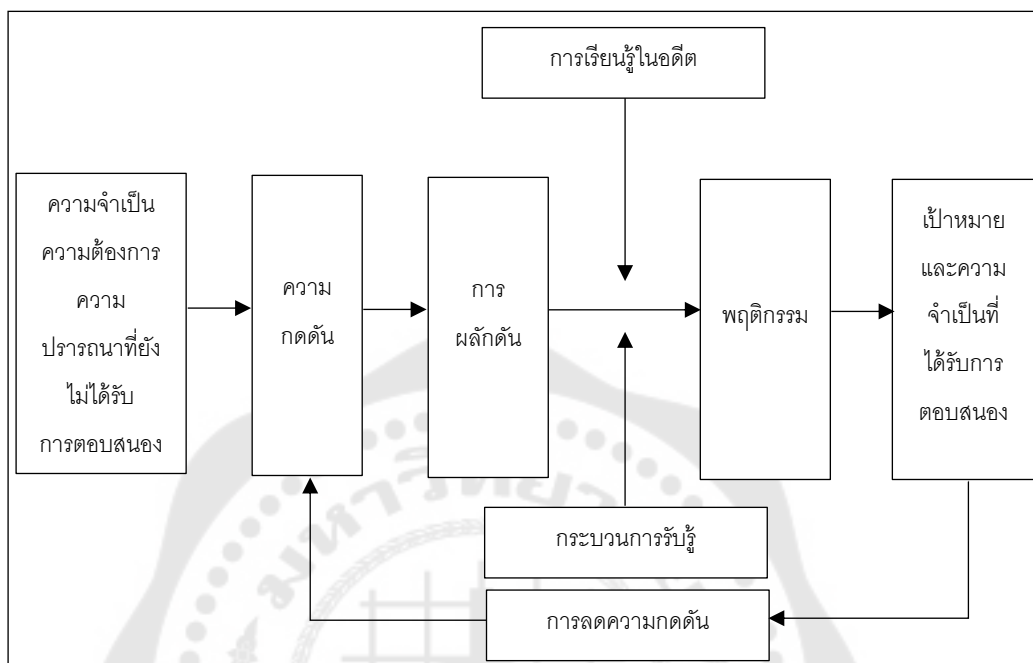 การเรียนรู้ในอดีต
ความจำเป็น
ความต้องการ
ความ
ปรารถนาที่ยัง
ไม่ได้รับ
การตอบสนอง
ความ
กดดัน
การ
ผลักดัน
พฤติกรรม
เป้าหมาย
และความ
จำเป็นที่
ได้รับการ
ตอบสนอง
กระบวนการรับรู้
การลดความกดดัน